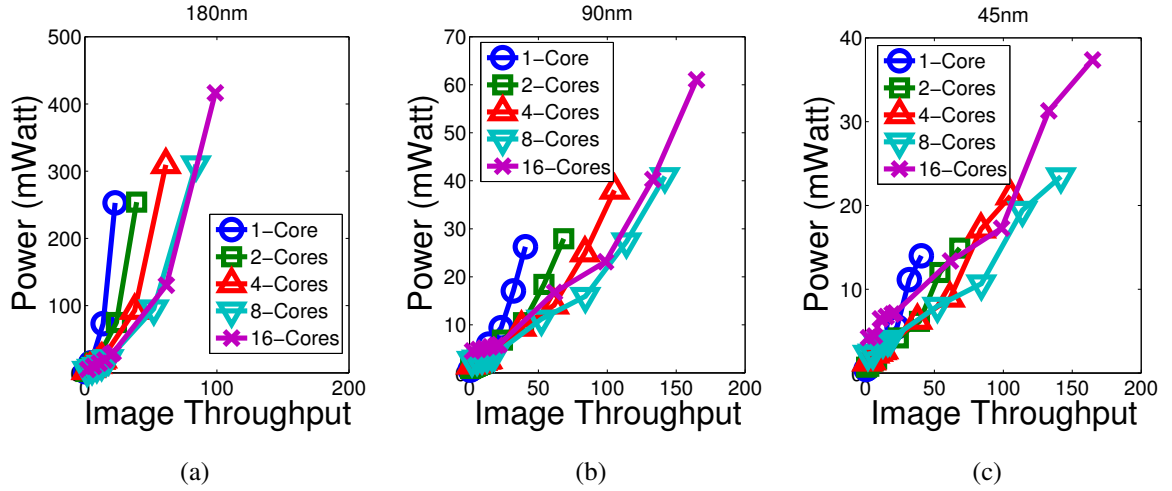 180nm
500
400
300
200
100
0
0
100
200
Power (mWatt)
Image Throughput
1−Core
2−Cores
4−Cores
8−Cores
16−Cores
(a)
90nm
70
60
50
40
30
20
10
0
0
50
100
150
200
Power (mWatt)
Image Throughput
1−Core
2−Cores
4−Cores
8−Cores
16−Cores
(b)
45nm
40
30
20
10
0
0
50
100
150
200
Power (mWatt)
Image Throughput
1−Core
2−Cores
4−Cores
8−Cores
16−Cores
(c)